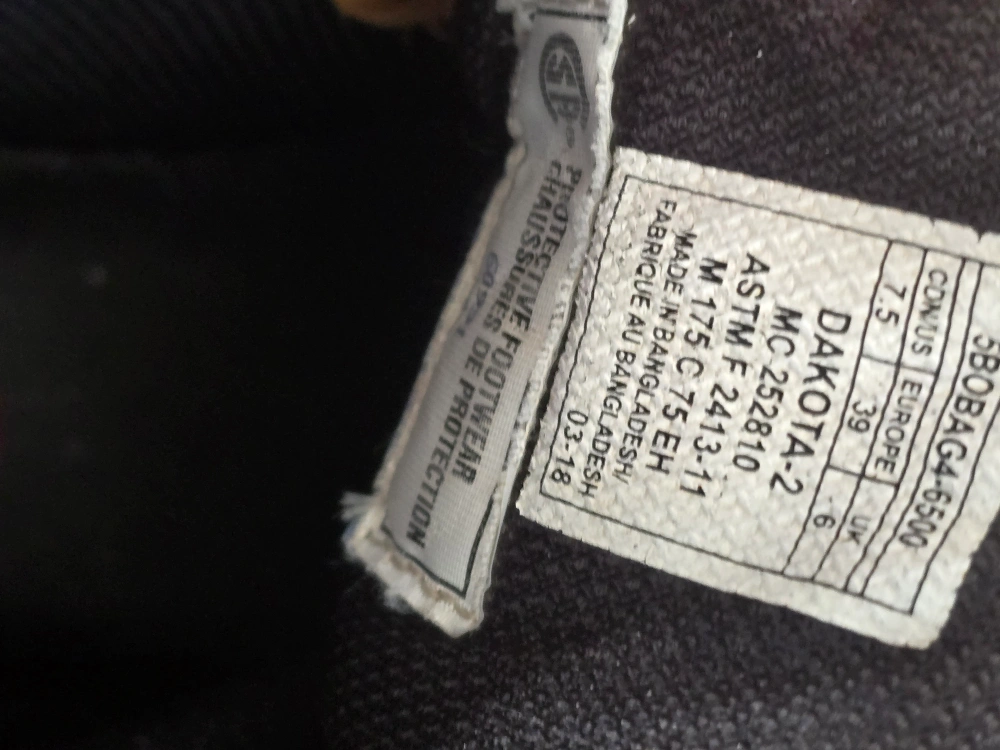 5BOBAG4-6500
CDN/US EUROPE UK
7.5 39 6
DAKOTA-2
MC-252810
ASTM F 2413-11
M 175 C 75 EH
MADE IN BANGLADESH/
FABRIQUE AU BANGLADESH
03-18
PROTECTIVE FOOTWEAR
CHAUSSURES DE PROTECTION